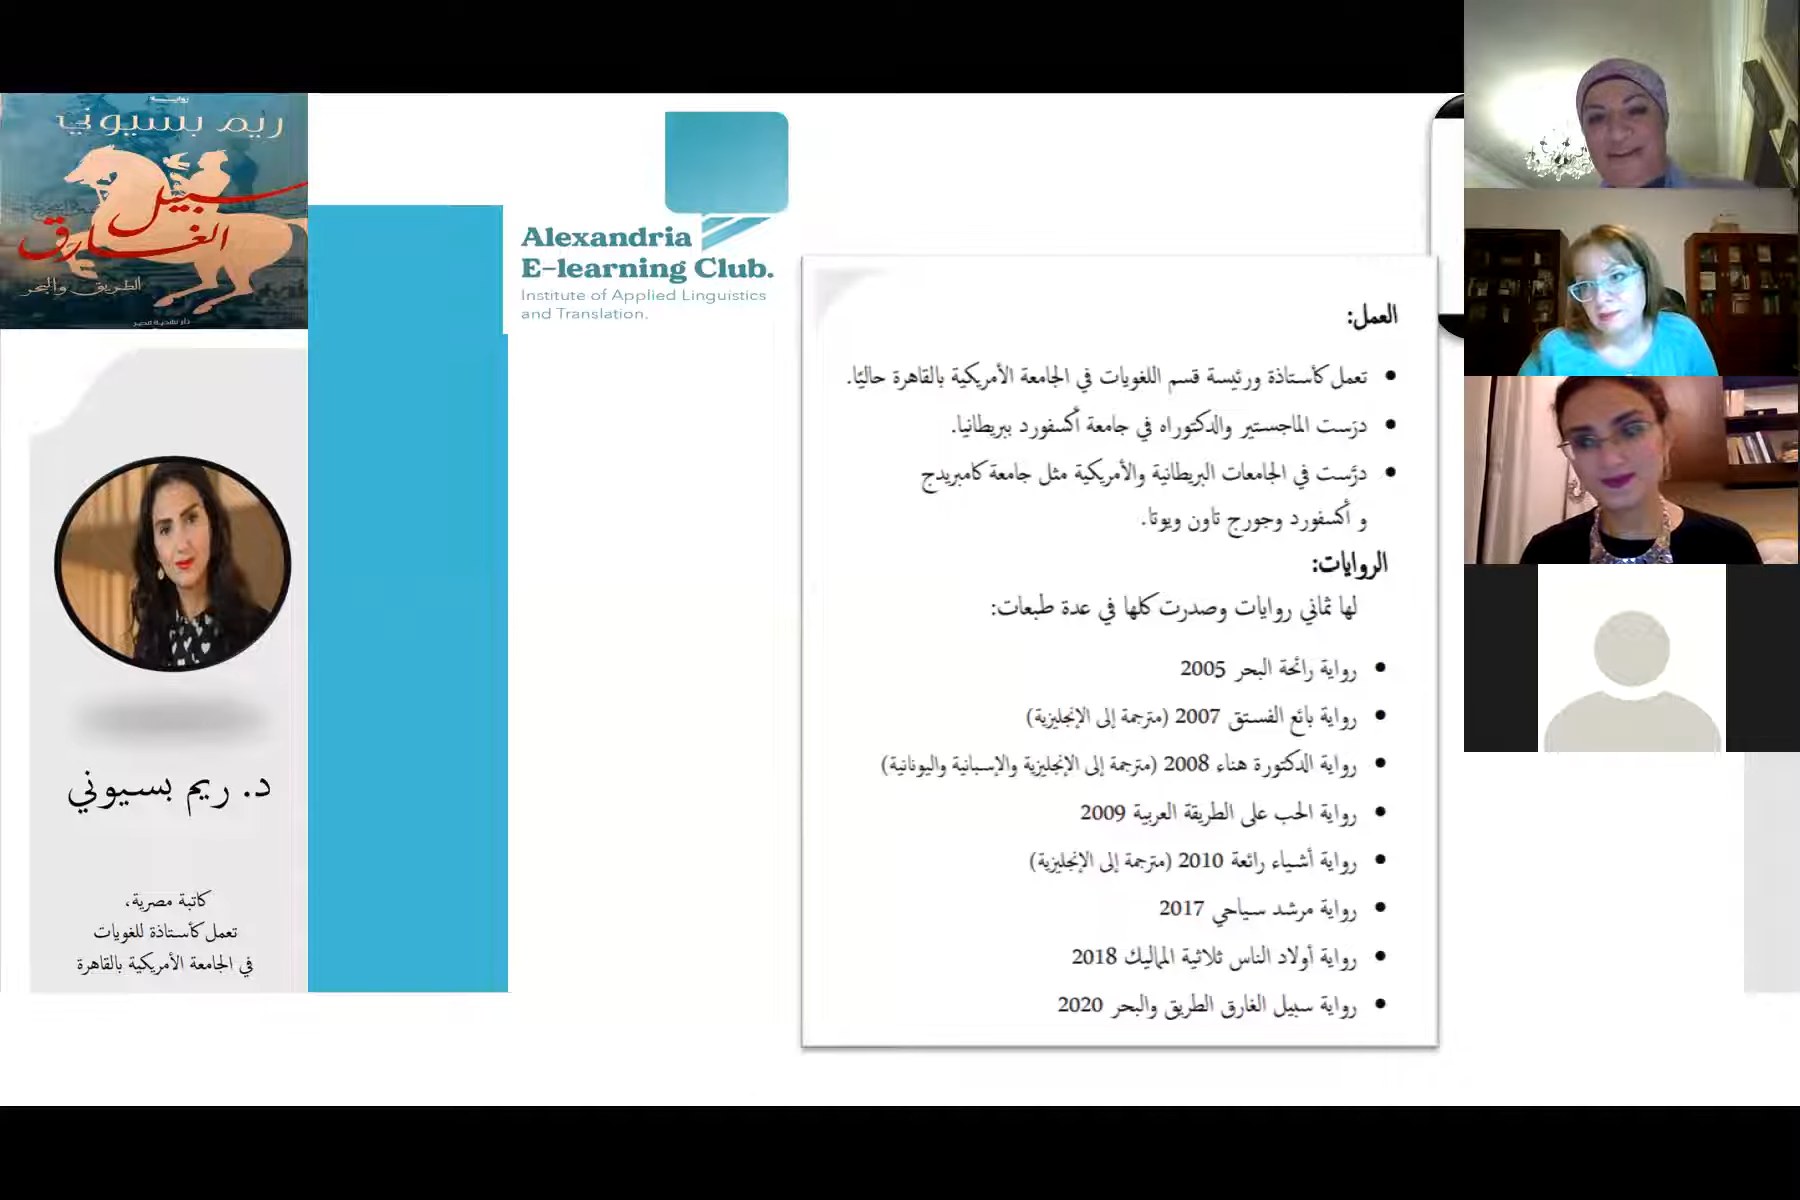 رواية
ريم بسيوني
سبيل
الغارق
الطريق والبحر
دار نهضة مصر
د. ريم بسيوني
كاتبة مصرية،
تعمل كأستاذة للغويات
في الجامعة الأمريكية بالقاهرة
Alexandria
E-learning Club.
Institute of Applied Linguistics
and Translation.
العمل:
• تعمل كأستاذة ورئيسة قسم اللغويات في الجامعة الأمريكية بالقاهرة حاليًا.
• درست الماجستير والدكتوراه في جامعة أكسفورد ببريطانيا.
• درَّست في الجامعات البريطانية والأمريكية مثل جامعة كامبريدج
و أكسفورد وجورج تاون ويوتا.
الروايات:
لها ثماني روايات وصدرت كلها في عدة طبعات:
• رواية رائحة البحر 2005
• رواية بائع الفستق 2007 (مترجمة إلى الإنجليزية)
• رواية الدكتورة هناء 2008 (مترجمة إلى الإنجليزية والإسبانية واليونانية)
• رواية الحب على الطريقة العربية 2009
• رواية أشياء رائعة 2010 (مترجمة إلى الإنجليزية)
• رواية مرشد سياحي 2017
• رواية أولاد الناس ثلاثية المماليك 2018
• رواية سبيل الغارق الطريق والبحر 2020